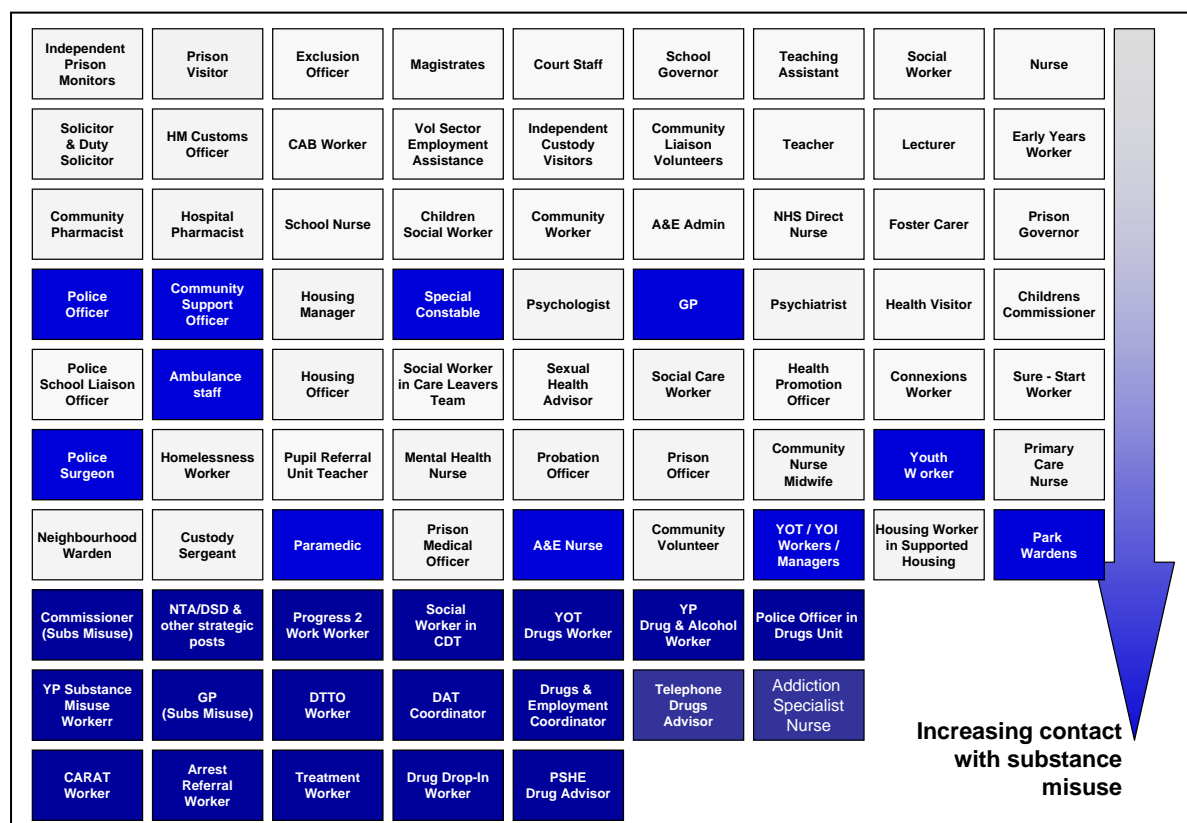 Independent
Prison
Monitors
Prison
Visitor
Exclusion
Officer
Magistrates
Court Staff
School
Governor
Teaching
Assistant
Social
Worker
Nurse
Solicitor
& Duty
Solicitor
HM Customs
Officer
CAB Worker
Vol Sector
Employment
Assistance
Independent
Custody
Visitors
Community
Liaison
Volunteers
Teacher
Lecturer
Early Years
Worker
Community
Pharmacist
Hospital
Pharmacist
School Nurse
Children
Social Worker
Community
Worker
A&E Admin
NHS Direct
Nurse
Foster Carer
Prison
Governor
Police
Officer
Community
Support
Officer
Housing
Manager
Special
Constable
Psychologist
GP
Psychiatrist
Health Visitor
Childrens
Commissioner
Police
School Liaison
Officer
Ambulance
staff
Housing
Officer
Social Worker
in Care Leavers
Team
Sexual
Health
Advisor
Social Care
Worker
Health
Promotion
Officer
Connexions
Worker
Sure - Start
Worker
Police
Surgeon
Homelessness
Worker
Pupil Referral
Unit Teacher
Mental Health
Nurse
Probation
Officer
Prison
Officer
Community
Nurse
Midwife
Youth
W orker
Primary
Care
Nurse
Neighbourhood
Warden
Custody
Sergeant
Paramedic
Prison
Medical
Officer
A&E Nurse
Community
Volunteer
YOT / YOI
Workers /
Managers
Housing Worker
in Supported
Housing
Park
Wardens
Commissioner
(Subs Misuse)
NTA/DSD &
other strategic
posts
Progress 2
Work Worker
Social
Worker in
CDT
YOT
Drugs Worker
YP
Drug & Alcohol
Worker
Police Officer in
Drugs Unit
YP Substance
Misuse
Workerr
GP
(Subs Misuse)
DTTO
Worker
DAT
Coordinator
Drugs &
Employment
Coordinator
Telephone
Drugs
Advisor
Addiction
Specialist
Nurse
CARAT
Worker
Arrest
Referral
Worker
Treatment
Worker
Drug Drop-In
Worker
PSHE
Drug Advisor
Increasing contact
with substance
misuse